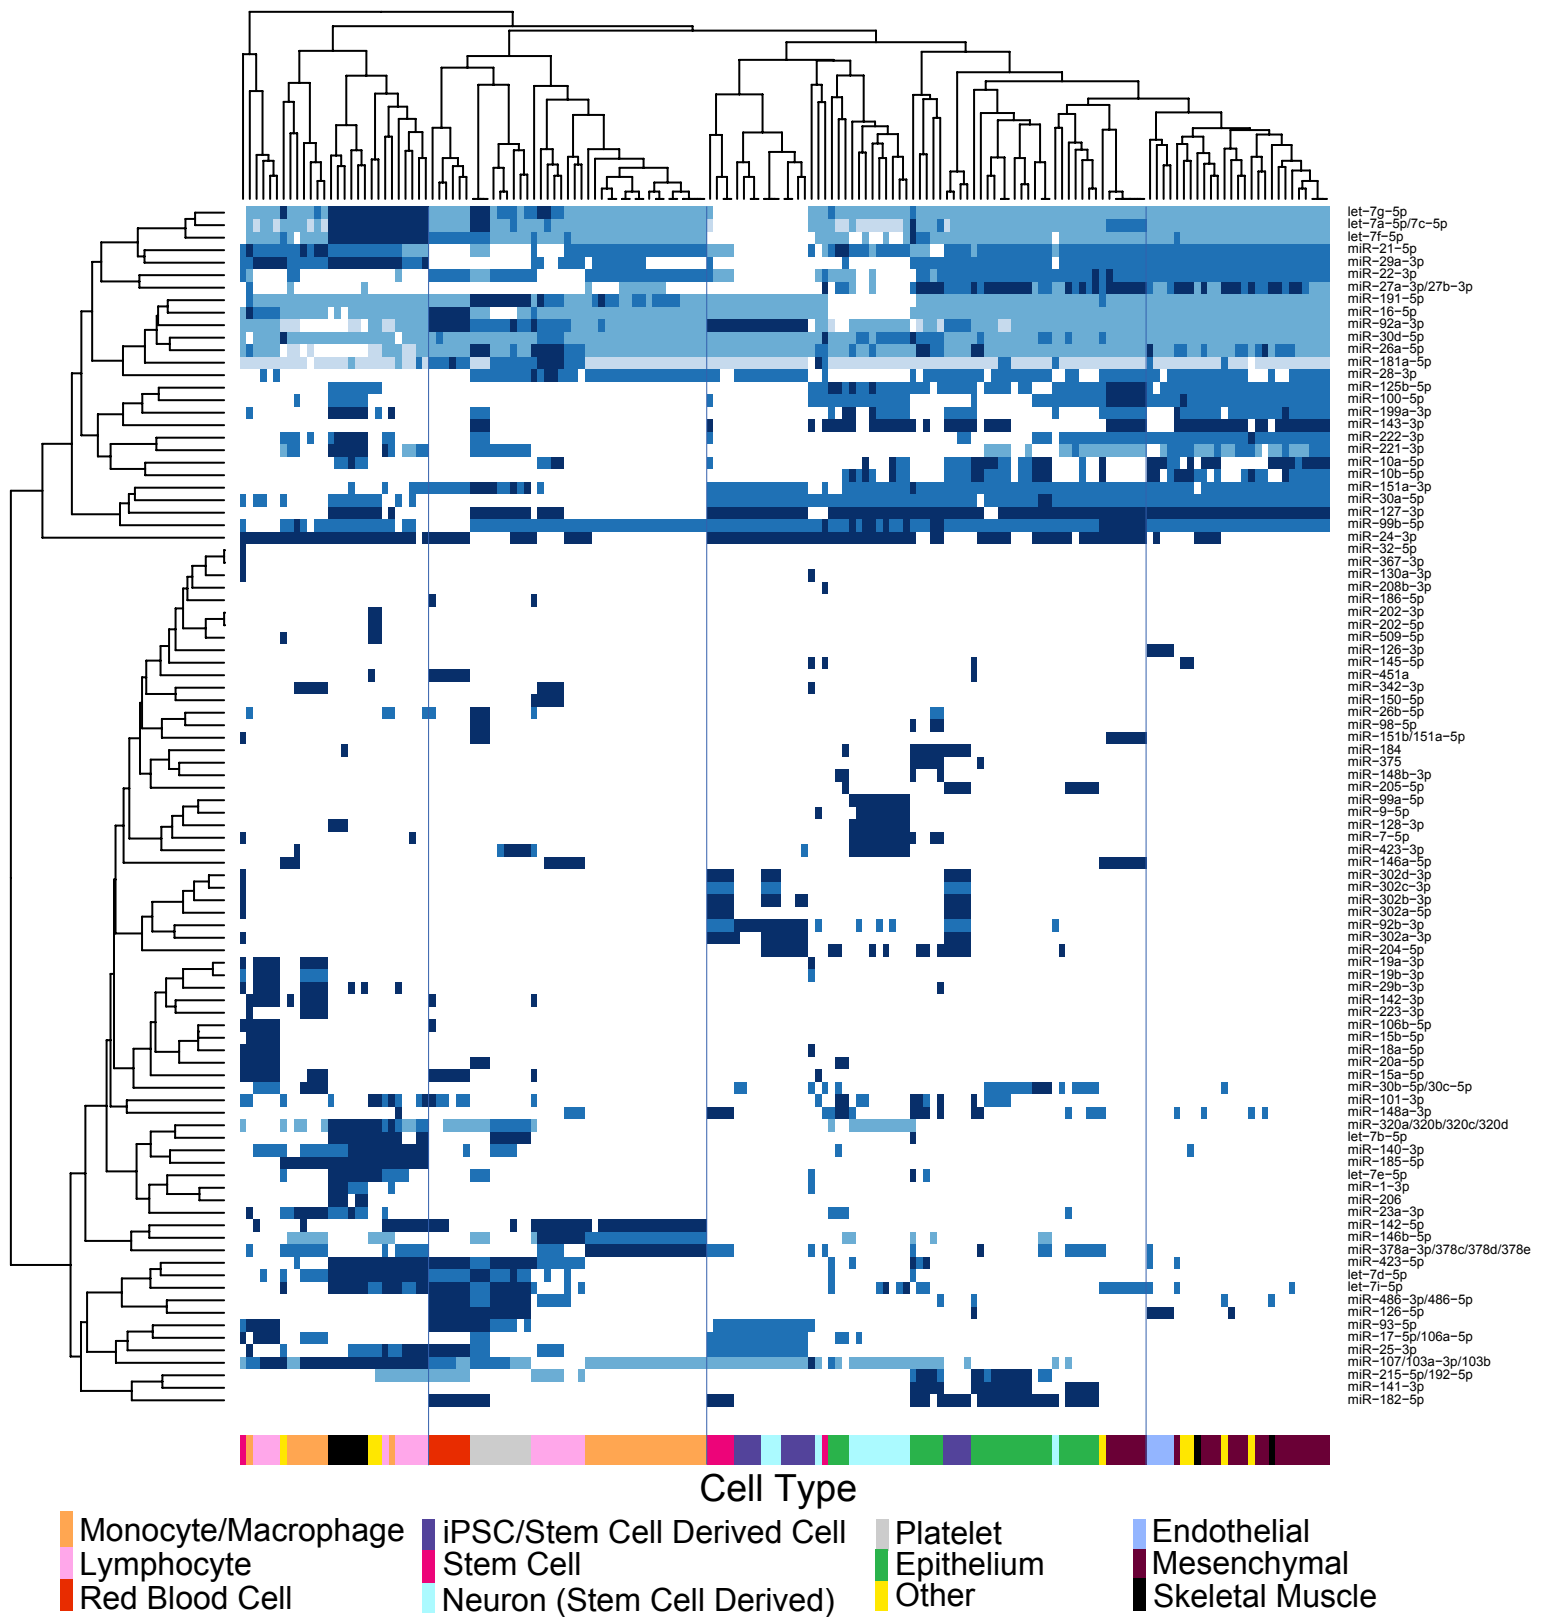 let-7g-5p
let-7a-5p/7c-5p
let-7f-5p
miR-21-5p
miR-29a-3p
miR-22-3p
miR-27a-3p/27b-3p
miR-191-5p
miR-16-5p
miR-92a-3p
miR-30d-5p
miR-26a-5p
miR-181a-5p
miR-28-3p
miR-125b-5p
miR-100-5p
miR-199a-3p
miR-143-3p
miR-222-3p
miR-221-3p
miR-10a-5p
miR-10b-5p
miR-151a-3p
miR-30a-5p
miR-127-3p
miR-99b-5p
miR-24-3p
miR-32-5p
miR-367-3p
miR-130a-3p
miR-208b-3p
miR-186-5p
miR-202-3p
miR-202-5p
miR-509-5p
miR-126-3p
miR-145-5p
miR-451a
miR-342-3p
miR-150-5p
miR-26b-5p
miR-98-5p
miR-151b/151a-5p
miR-184
miR-375
miR-148b-3p
miR-205-5p
miR-99a-5p
miR-9-5p
miR-128-3p
miR-7-5p
miR-423-3p
miR-146a-5p
miR-302d-3p
miR-302c-3p
miR-302b-3p
miR-302a-5p
miR-92b-3p
miR-302a-3p
miR-204-5p
miR-19a-3p
miR-19b-3p
miR-29b-3p
miR-142-3p
miR-223-3p
miR-106b-5p
miR-15b-5p
miR-18a-5p
miR-20a-5p
miR-15a-5p
miR-30b-5p/30c-5p
miR-101-3p
miR-148a-3p
miR-320a/320b/320c/320d
let-7b-5p
miR-140-3p
miR-185-5p
let-7e-5p
miR-1-3p
miR-206
miR-23a-3p
miR-142-5p
miR-146b-5p
miR-378a-3p/378c/378d/378e
miR-423-5p
let-7d-5p
let-7i-5p
miR-486-3p/486-5p
miR-126-5p
miR-93-5p
miR-17-5p/106a-5p
miR-25-3p
miR-107/103a-3p/103b
miR-215-5p/192-5p
miR-141-3p
miR-182-5p
Cell Type
Monocyte/Macrophage
Lymphocyte
Red Blood Cell
iPSC/Stem Cell Derived Cell
Stem Cell
Neuron (Stem Cell Derived)
Platelet
Epithelium
Other
Endothelial
Mesenchymal
Skeletal Muscle